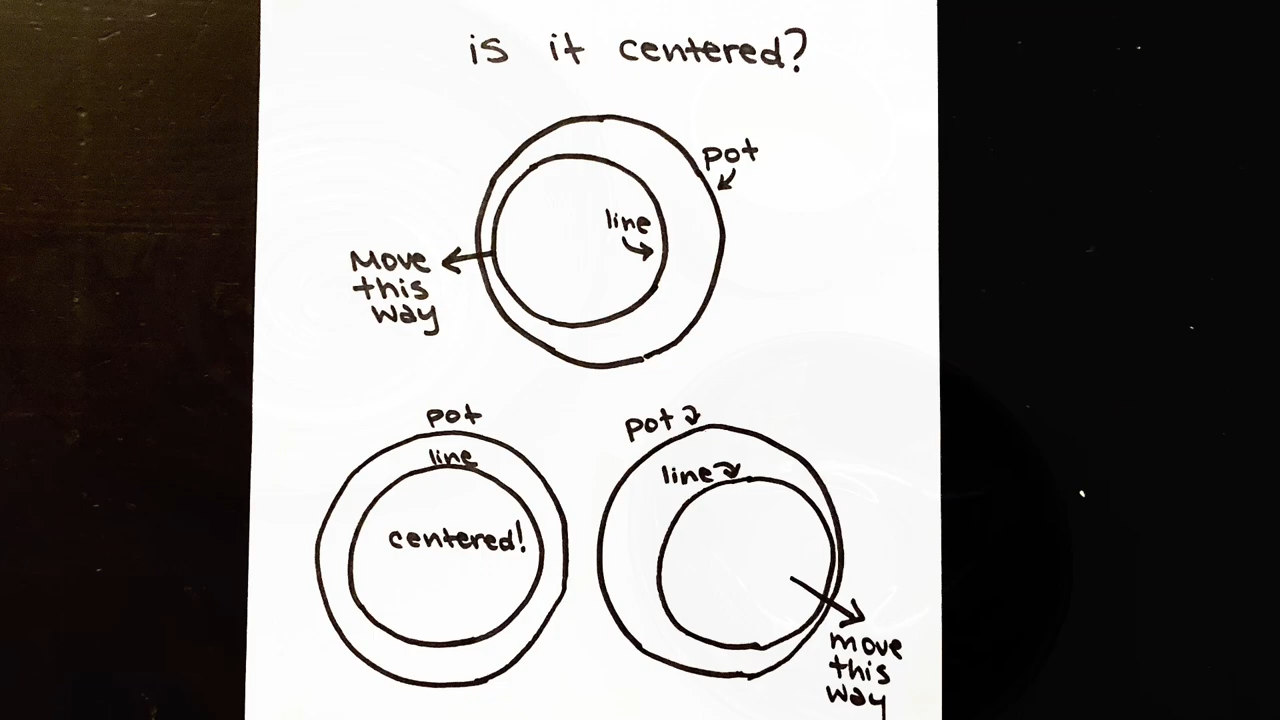 is it centered?
pot
line
Move
this
way
pot
line
centered!
pot
line
move
this
way